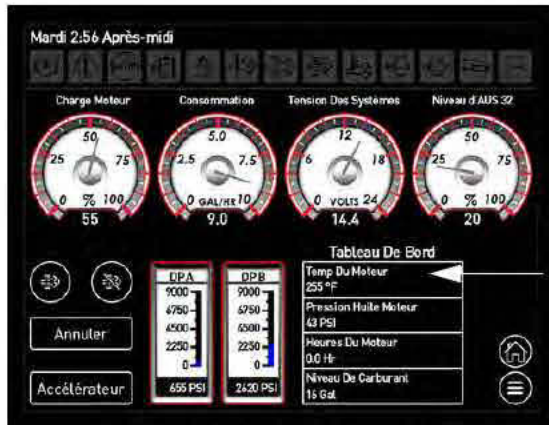 Mardi 2:56 Après-midi
Charge Moteur Consommation Tension Des Systèmes Niveau d'AUS 32
50 5.0 12 50
25 75 2.5 7.5 6 18 25 75
0 % 100 0 GAL/HR 10 0 VOLTS 24 0 % 100
55 9.0 14.4 20
Tableau De Bord
DPA DPB
9000 9000
6750 6750
4500 4500
2250 2250
0 0
655 PSI 2620 PSI
Temp Du Moteur
255 °F
Pression Huile Moteur
43 PSI
Heures Du Moteur
0.0 Hr
Niveau De Carburant
16 Gal
Annuler
Accélérateur